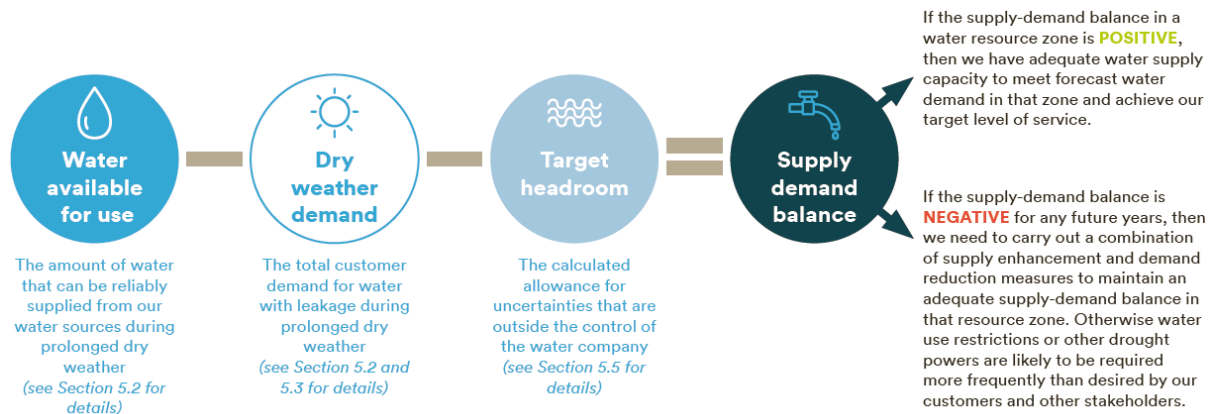 Water
available
for use
The amount of water
that can be reliably
supplied from our
water sources during
prolonged dry
weather
(see Section 5.2 for
details)
Dry
weather
demand
The total customer
demand for water
with leakage during
prolonged dry
weather
(see Section 5.2 and
5.3 for details)
Target
headroom
The calculated
allowance for
uncertainties that are
outside the control of
the water company
(see Section 5.5 for
details)
Supply
demand
balance
If the supply-demand balance in a
water resource zone is POSITIVE,
then we have adequate water supply
capacity to meet forecast water
demand in that zone and achieve our
target level of service.
If the supply-demand balance is
NEGATIVE for any future years, then
we need to carry out a combination
of supply enhancement and demand
reduction measures to maintain an
adequate supply-demand balance in
that resource zone. Otherwise water
use restrictions or other drought
powers are likely to be required
more frequently than desired by our
customers and other stakeholders.